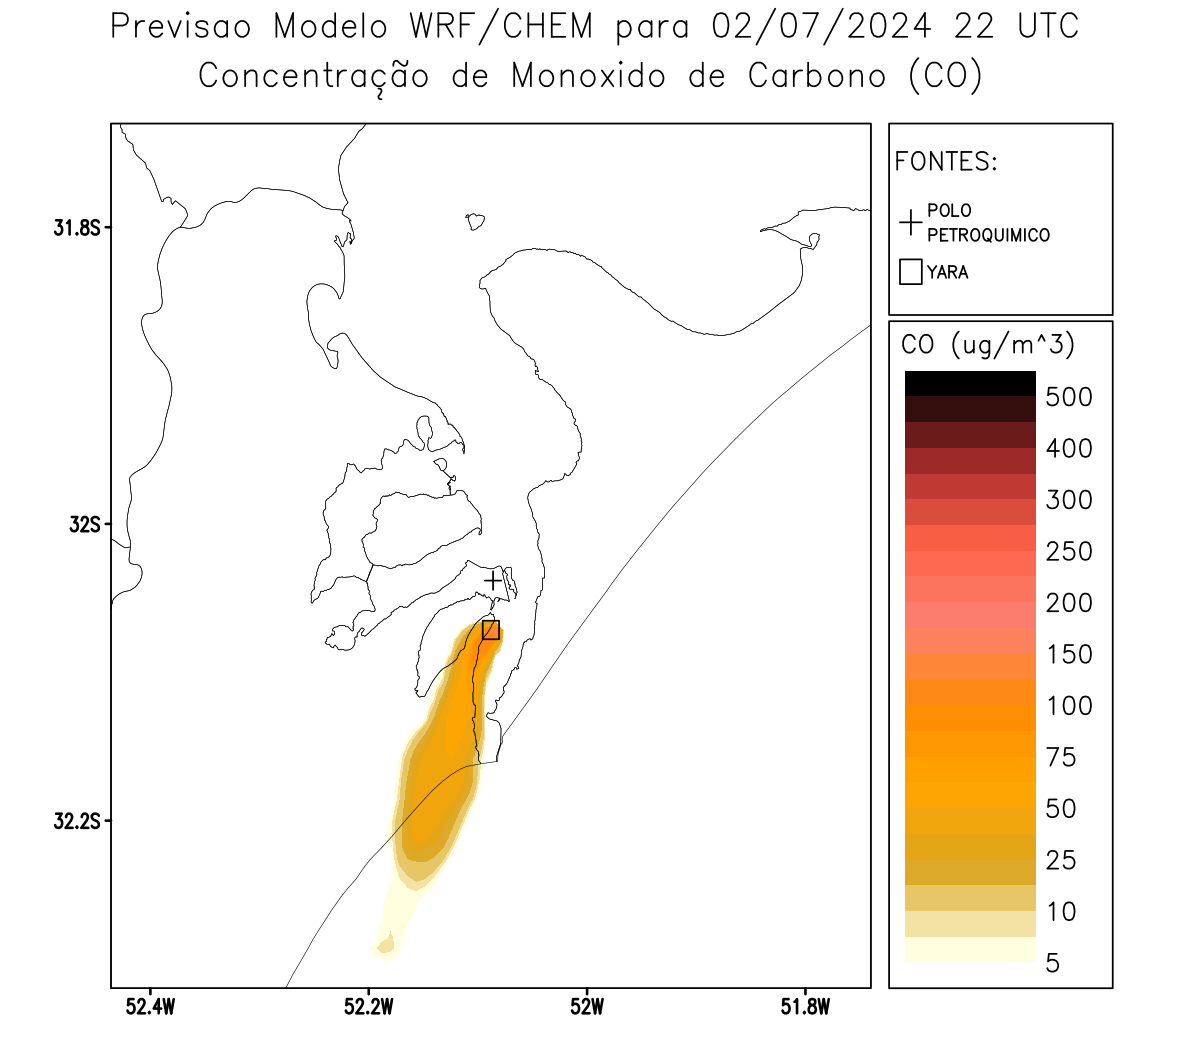 Previsao Modelo WRF/CHEM para 02/07/2024 22 UTC
Concentração de Monoxido de Carbono (CO)
FONTES:
POLO
PETROQUIMICO
YARA
CO (ug/m^3)
500
400
300
250
200
150
100
75
50
25
10
5
31.8S
32S
32.2S
52.4W
52.2W
52W
51.8W